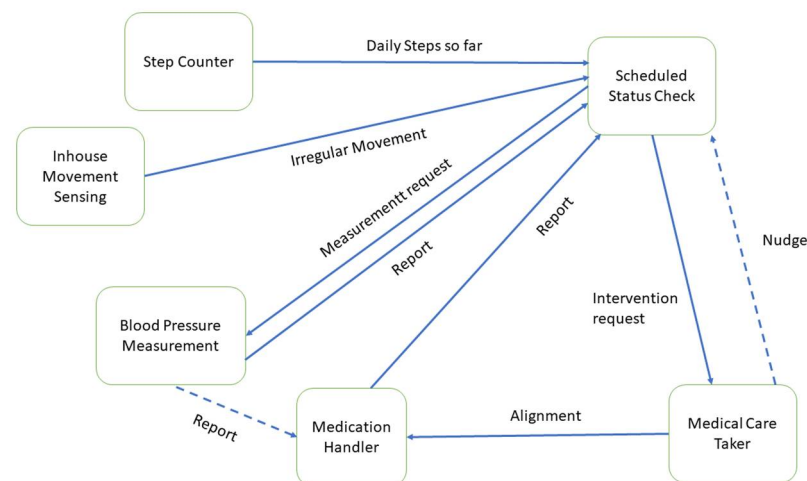 Step Counter
Daily Steps so far
Scheduled
Status Check
Inhouse
Movement
Sensing
Irregular Movement
Measurementt request
Report
Report
Nudge
Blood Pressure
Measurement
Intervention
request
Report
Medication
Handler
Alignment
Medical Care
Taker